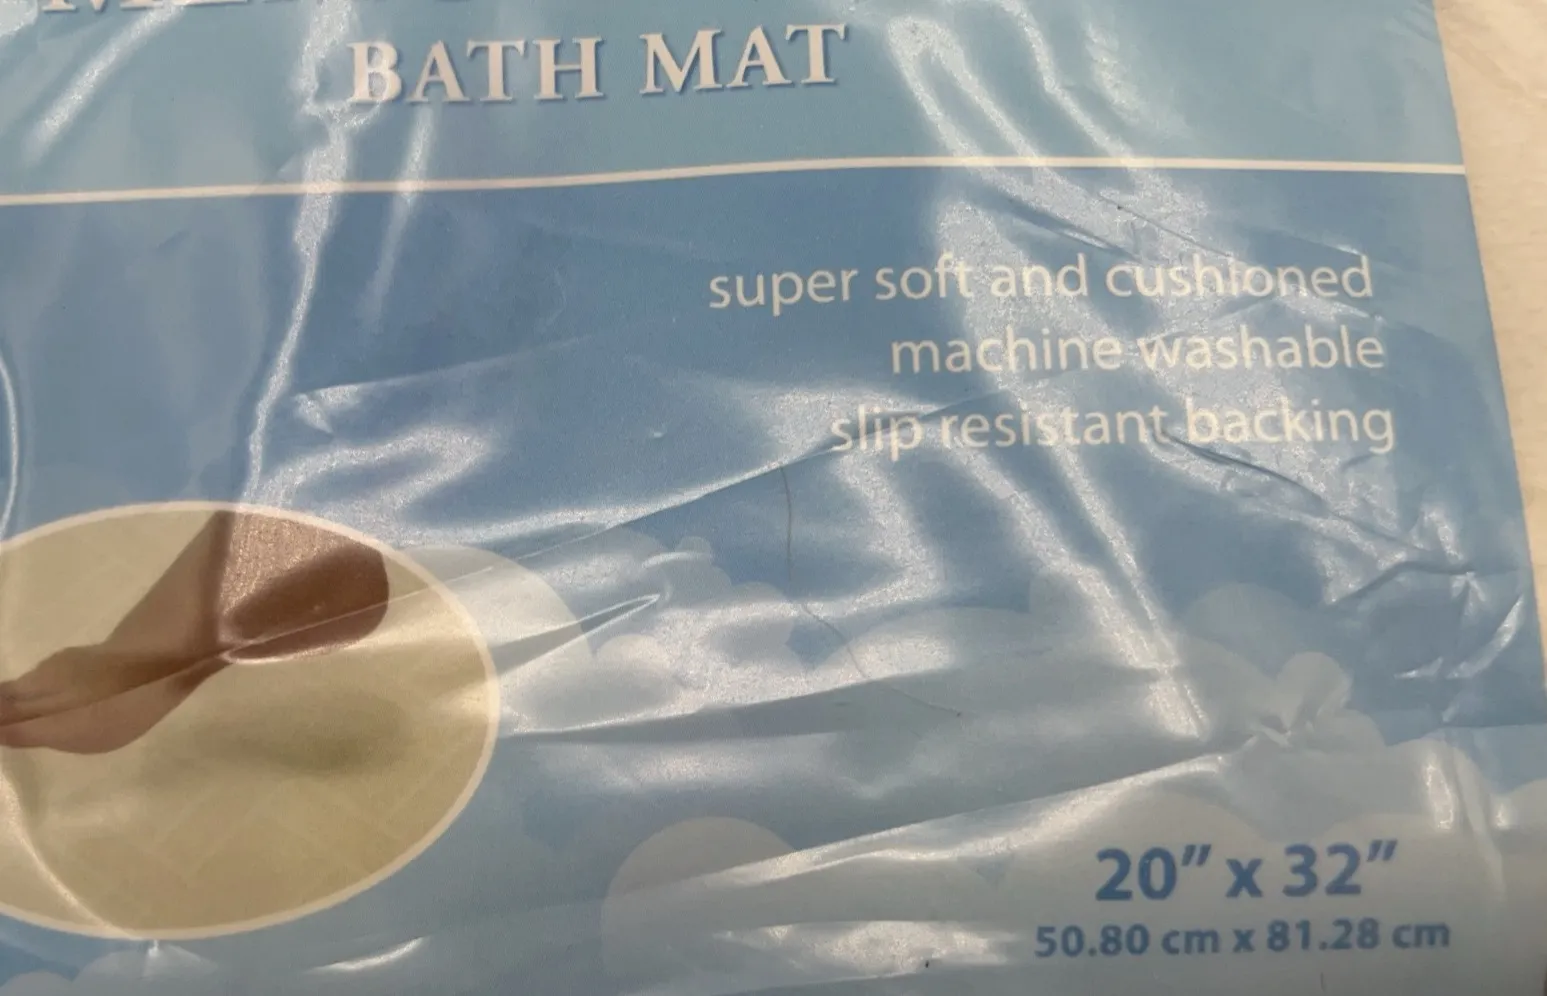 BATH MAT
super soft and cushioned
machine washable
slip resistant backing
20" x 32"
50.80 cm x 81.28 cm